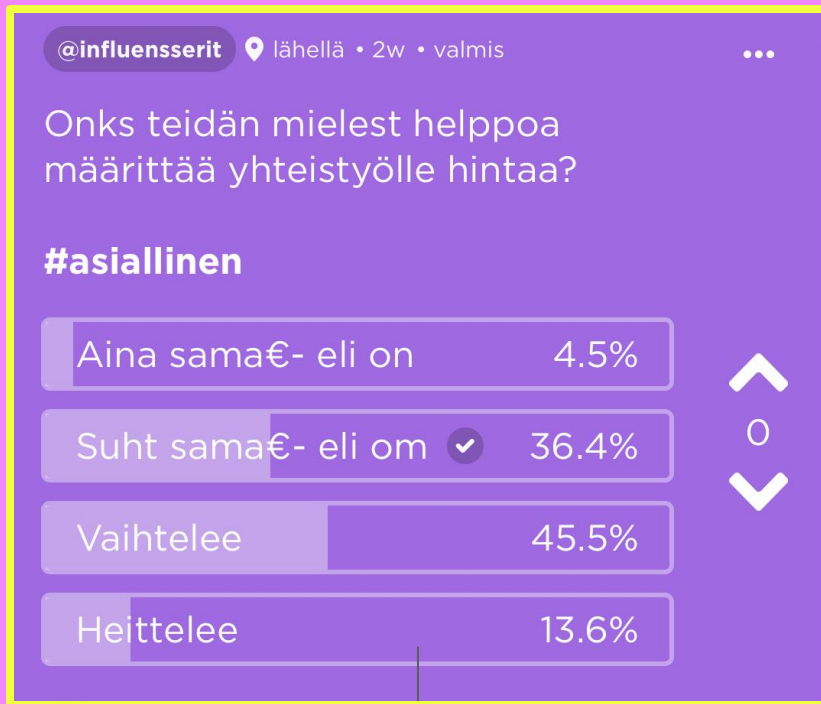 @influensserit lähellä • 2w • valmis
Onks teidän mielest helppoa
määrittää yhteistyölle hintaa?
#asiallinen
Aina sama€- eli on 4.5%
Suht sama€- eli om 36.4%
Vaihtelee 45.5%
Heittelee 13.6%
0